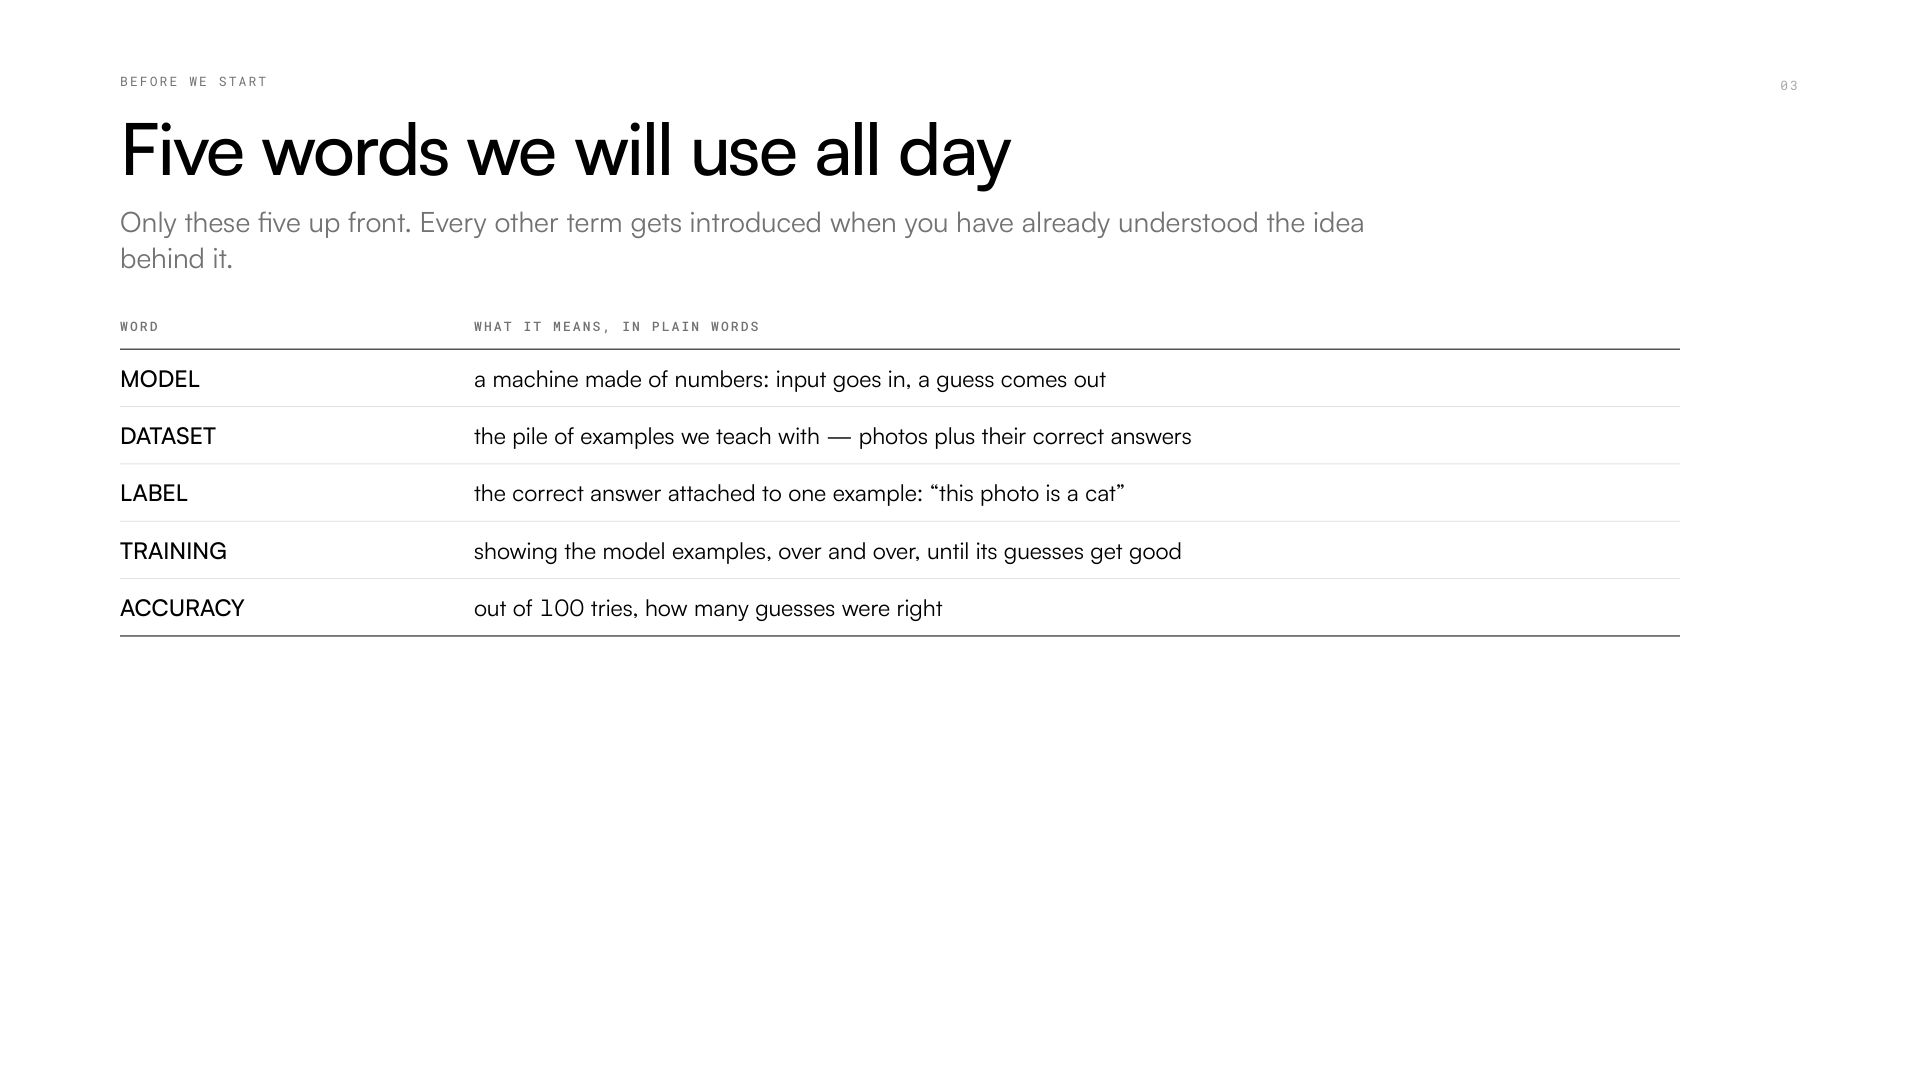 BEFORE WE START
03
Five words we will use all day
Only these five up front. Every other term gets introduced when you have already understood the idea
behind it.
WORD WHAT IT MEANS, IN PLAIN WORDS
MODEL a machine made of numbers: input goes in, a guess comes out
DATASET the pile of examples we teach with — photos plus their correct answers
LABEL the correct answer attached to one example: “this photo is a cat”
TRAINING showing the model examples, over and over, until its guesses get good
ACCURACY out of 100 tries, how many guesses were right